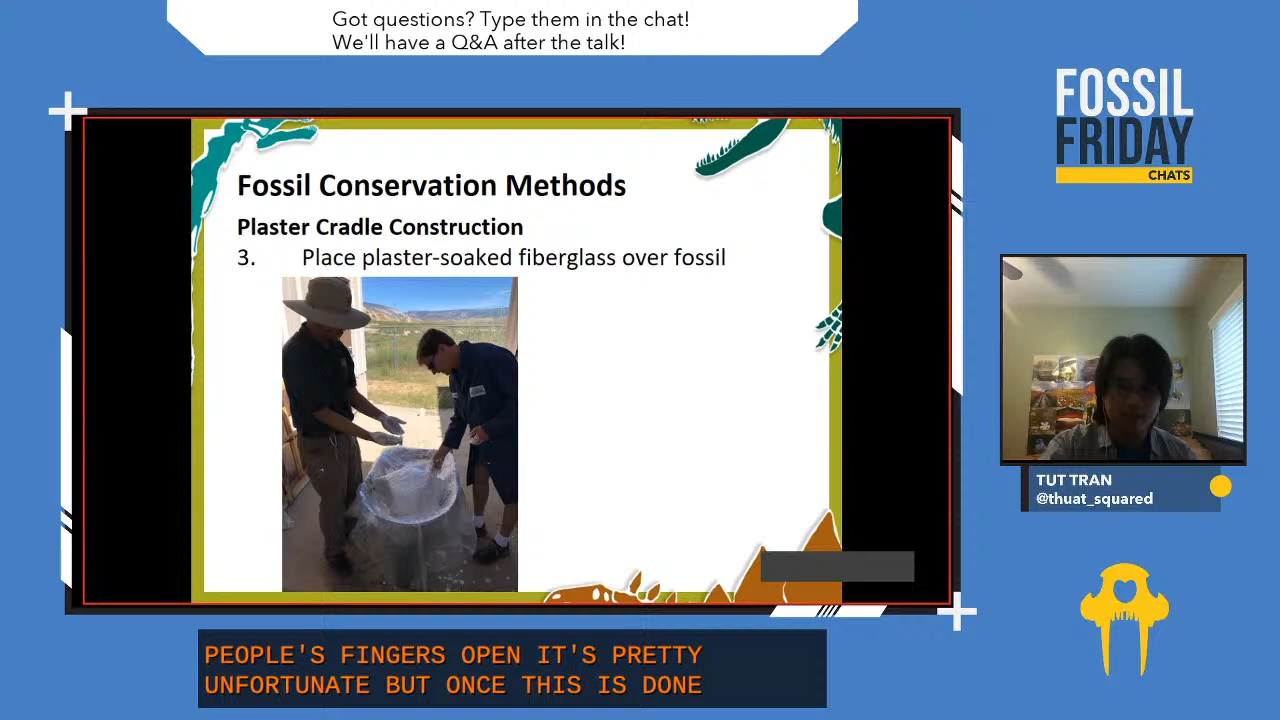 Got questions? Type them in the chat!
We'll have a Q&A after the talk!
FOSSIL
FRIDAY
CHATS
Fossil Conservation Methods
Plaster Cradle Construction
3. Place plaster-soaked fiberglass over fossil
TUT TRAN
@thuat_squared
PEOPLE'S FINGERS OPEN IT'S PRETTY
UNFORTUNATE BUT ONCE THIS IS DONE